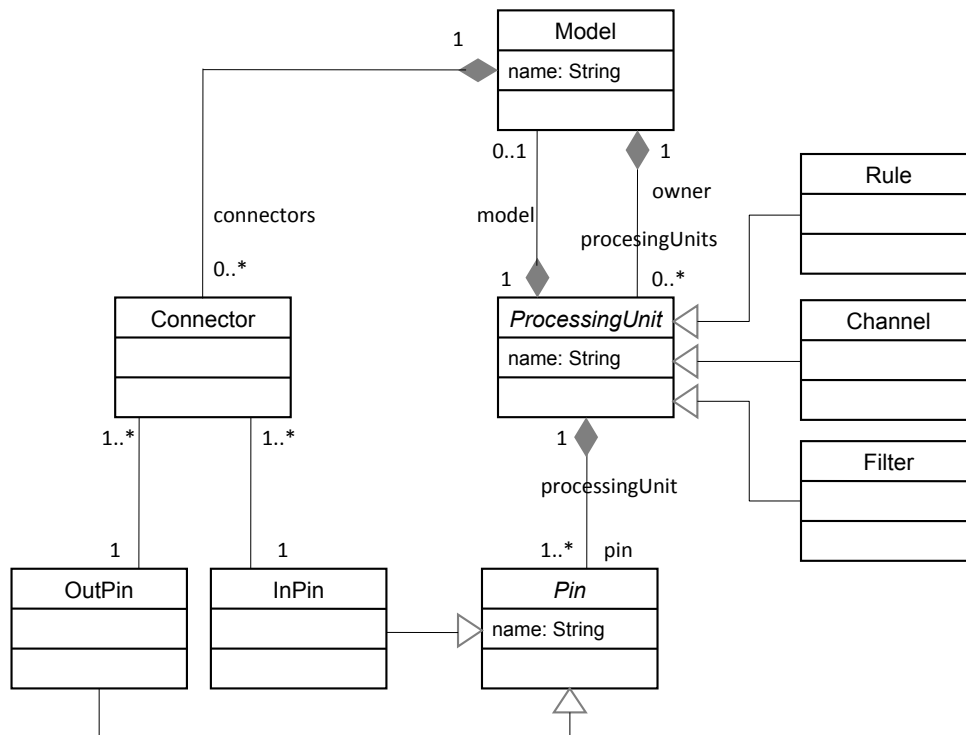 Model
1
name: String
0..1
1
owner
Rule
connectors
model
procesingUnits
0..*
1
0..*
Connector
ProcessingUnit
Channel
name: String
1..*
1..*
1
Filter
processingUnit
1
1
1..*
pin
OutPin
InPin
Pin
name: String